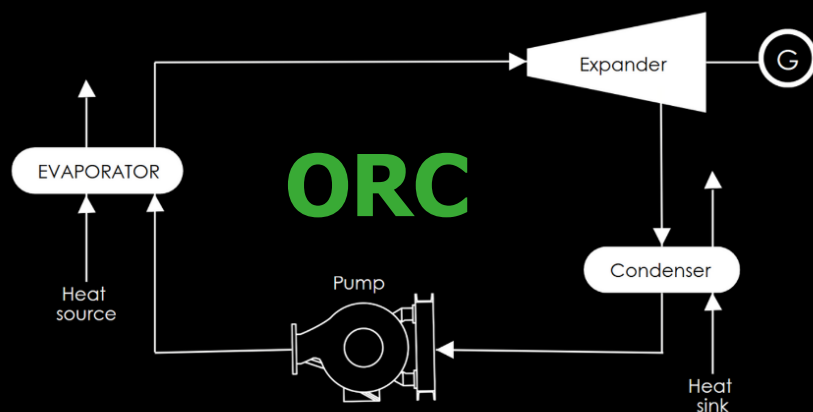 Expander
G
EVAPORATOR
ORC
Condenser
Pump
Heat
source
Heat
sink